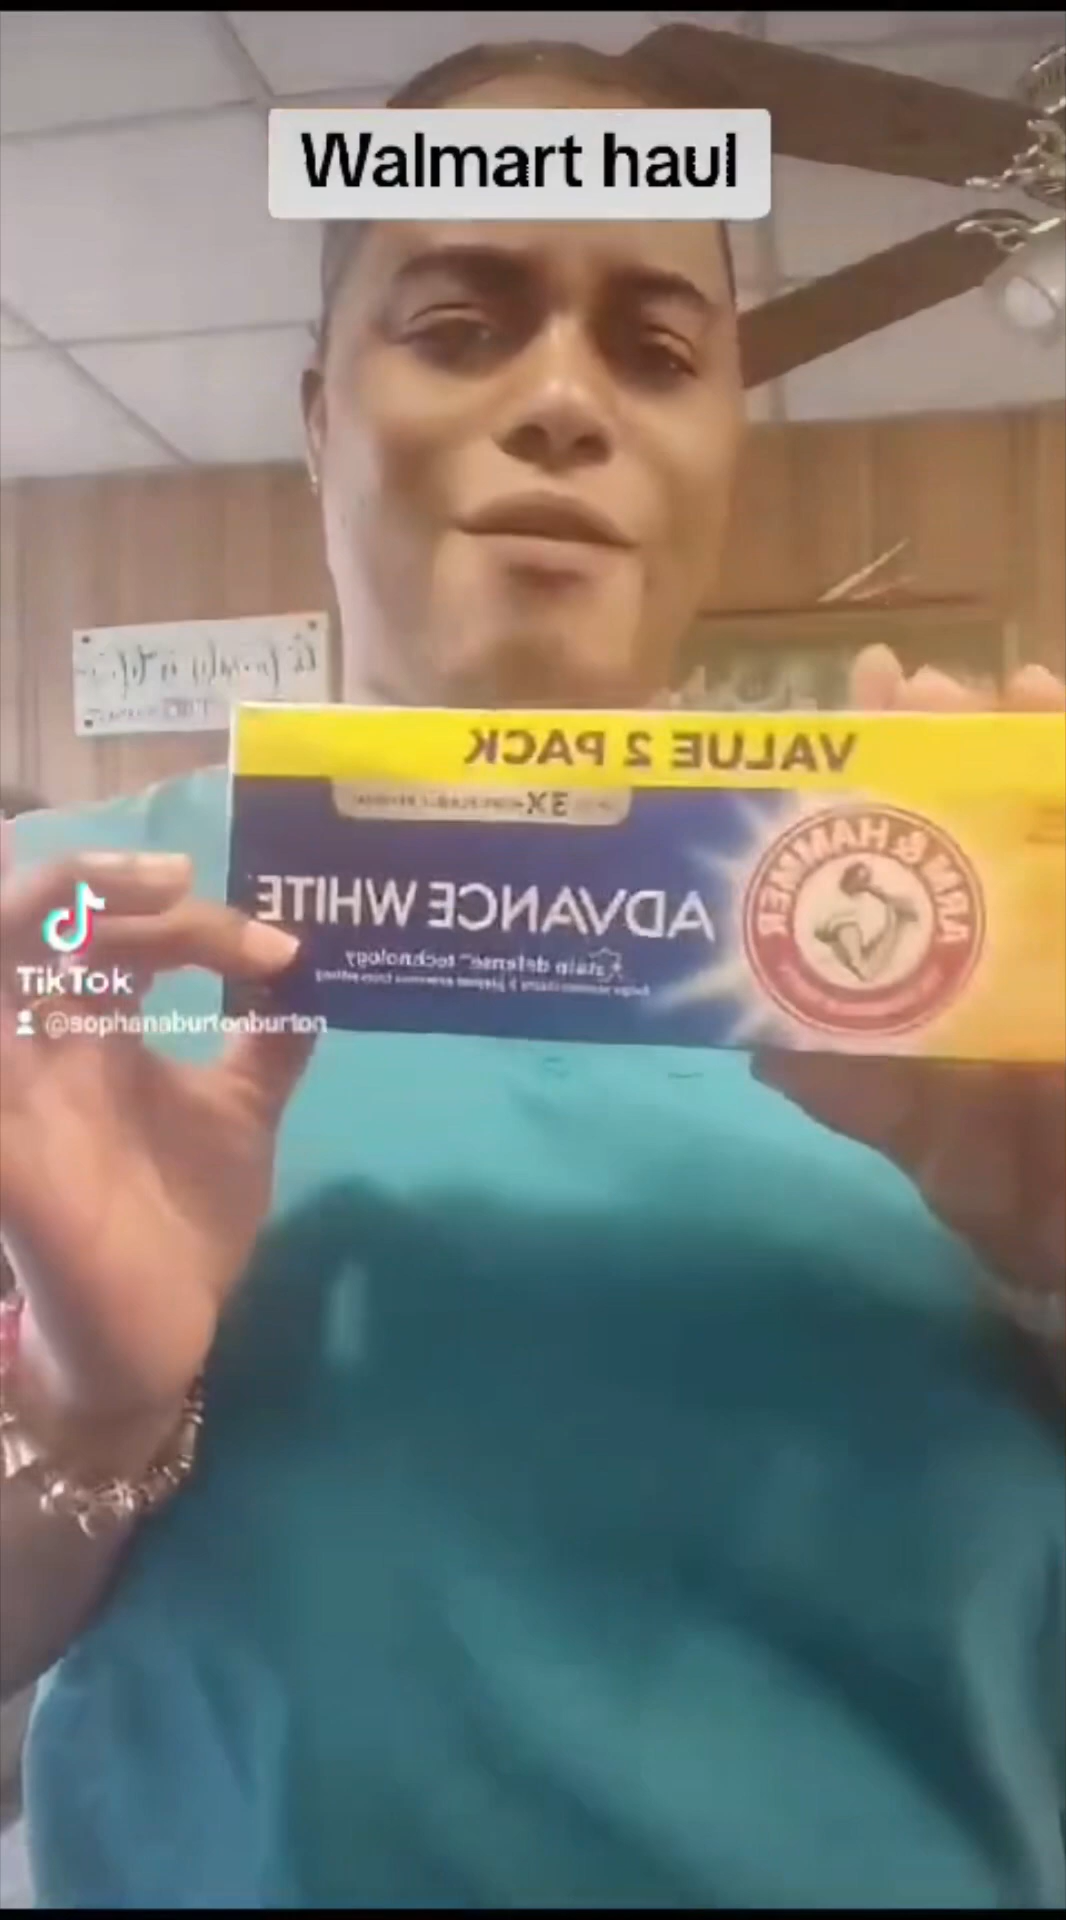 Walmart haul
VALUE 2 PACK
3X
ARM & HAMMER
ADVANCE WHITE
stain defense™ technology
TikTok
@sophanaburtonburton